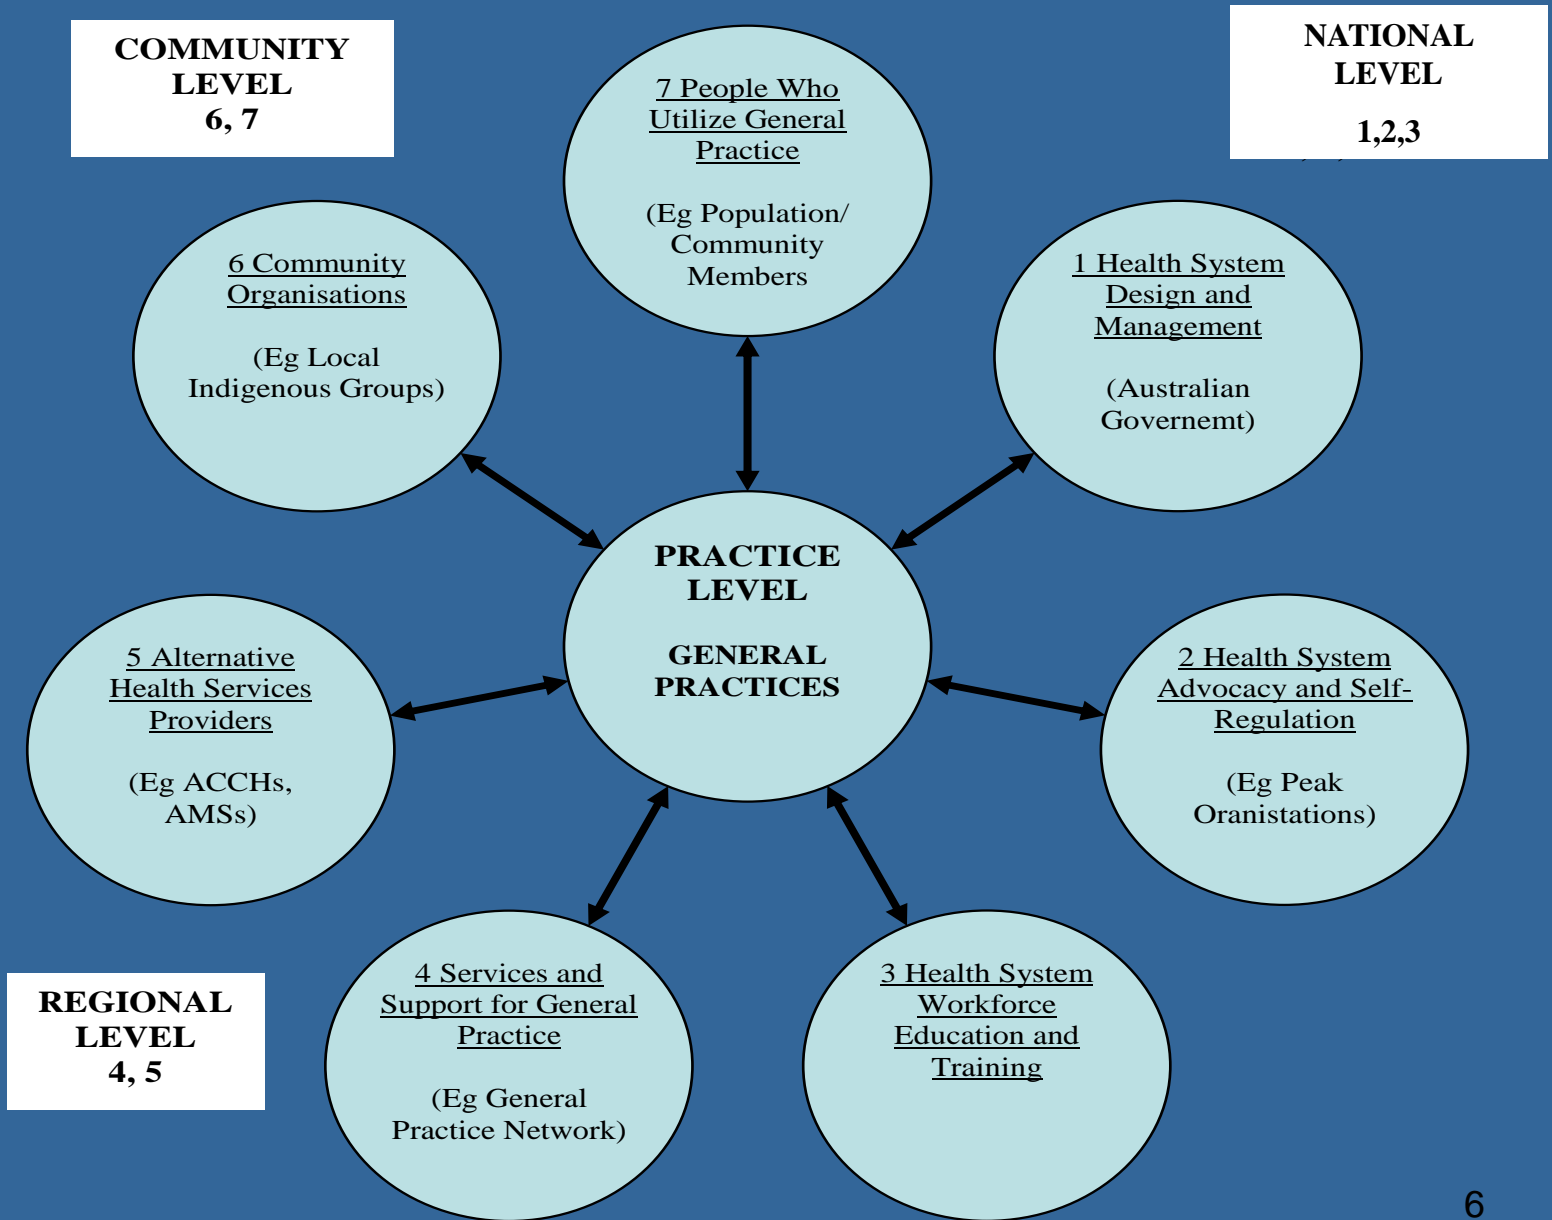 COMMUNITY
LEVEL
6, 7
NATIONAL
LEVEL
1,2,3
7 People Who
Utilize General
Practice
(Eg Population/
Community
Members
6 Community
Organisations
(Eg Local
Indigenous Groups)
1 Health System
Design and
Management
(Australian
Governemt)
PRACTICE
LEVEL
GENERAL
PRACTICES
5 Alternative
Health Services
Providers
(Eg ACCHs,
AMSs)
2 Health System
Advocacy and Self-
Regulation
(Eg Peak
Oranistations)
REGIONAL
LEVEL
4, 5
4 Services and
Support for General
Practice
(Eg General
Practice Network)
3 Health System
Workforce
Education and
Training
6